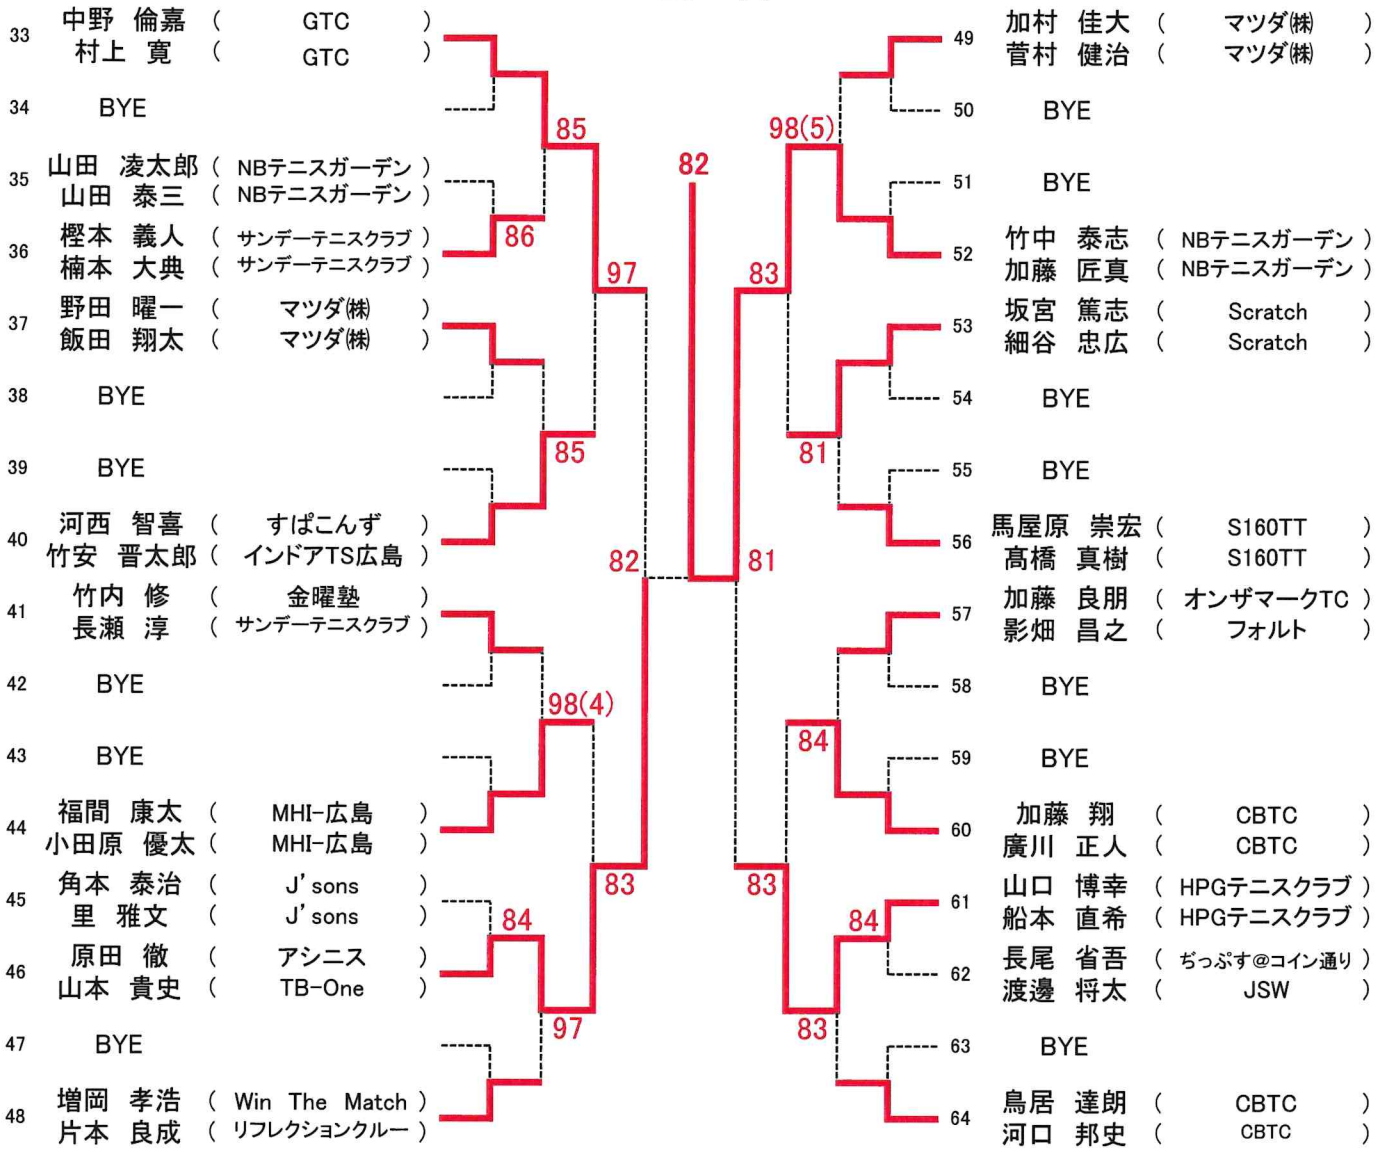 33 中野 倫嘉 ( GTC )
村上 寛 ( GTC )
34 BYE
35 山田 凌太郎 ( NBテニスガーデン )
山田 泰三 ( NBテニスガーデン )
36 樫本 義人 ( サンデーテニスクラブ )
楠本 大典 ( サンデーテニスクラブ )
37 野田 曜一 ( マツダ㈱ )
飯田 翔太 ( マツダ㈱ )
38 BYE
39 BYE
40 河西 智喜 ( すぱこんず )
竹安 晋太郎 ( インドアTS広島 )
41 竹内 修 ( 金曜塾 )
長瀬 淳 ( サンデーテニスクラブ )
42 BYE
43 BYE
44 福間 康太 ( MHI-広島 )
小田原 優太 ( MHI-広島 )
45 角本 泰治 ( J'sons )
里 雅文 ( J'sons )
46 原田 徹 ( アシニス )
山本 貴史 ( TB-One )
47 BYE
48 増岡 孝浩 ( Win The Match )
片本 良成 ( リフレクションクルー )
85
86
97
85
82
98(4)
83
84
97
82
98(5)
83
81
81
84
83
84
83
49 加村 佳大 ( マツダ㈱ )
菅村 健治 ( マツダ㈱ )
50 BYE
51 BYE
52 竹中 泰志 ( NBテニスガーデン )
加藤 匠真 ( NBテニスガーデン )
53 坂宮 篤志 ( Scratch )
細谷 忠広 ( Scratch )
54 BYE
55 BYE
56 馬屋原 崇宏 ( S160TT )
髙橋 真樹 ( S160TT )
57 加藤 良朋 ( オンザマークTC )
影畑 昌之 ( フォルト )
58 BYE
59 BYE
60 加藤 翔 ( CBTC )
廣川 正人 ( CBTC )
61 山口 博幸 ( HPGテニスクラブ )
船本 直希 ( HPGテニスクラブ )
62 長尾 省吾 ( ぢっぷす@コイン通り )
渡邊 将太 ( JSW )
63 BYE
64 鳥居 達朗 ( CBTC )
河口 邦史 ( CBTC )